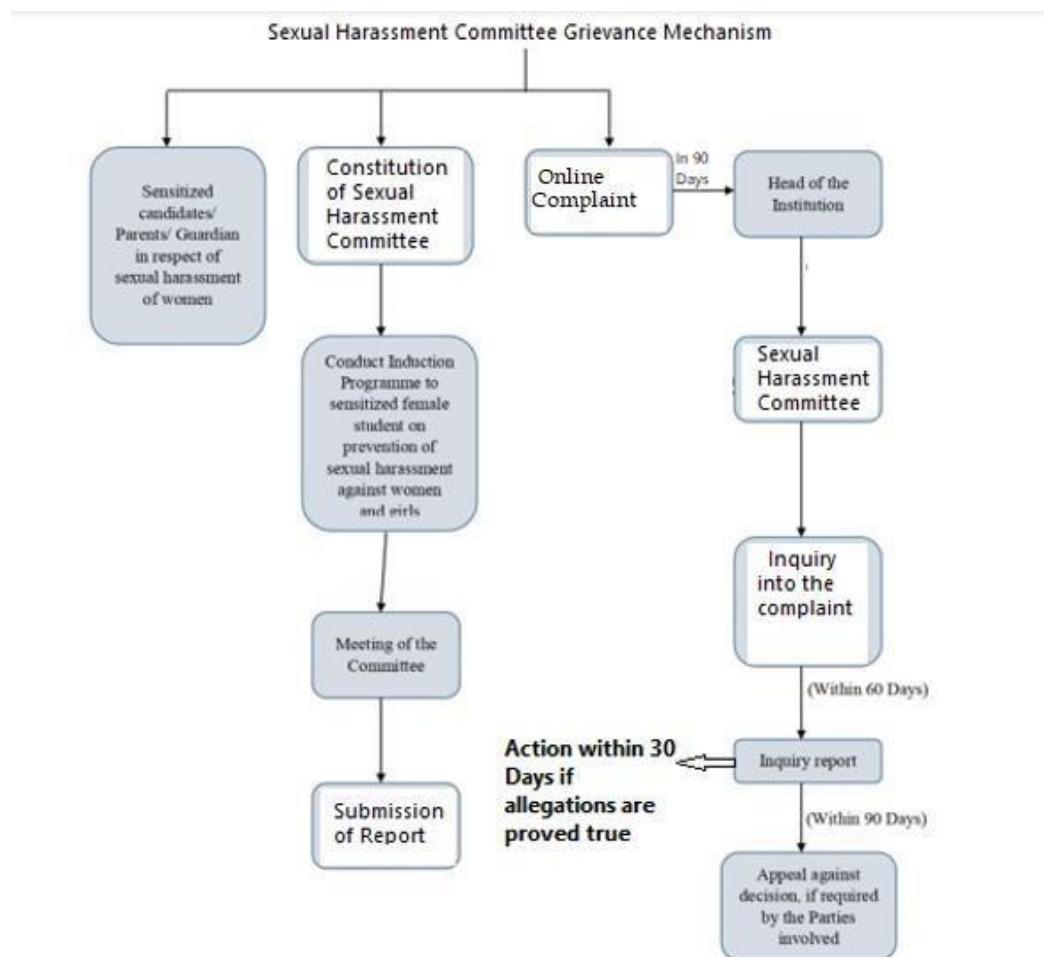 Sexual Harassment Committee Grievance Mechanism
Sensitized
candidates/
Parents/ Guardian
in respect of
sexual harassment
of women
Constitution
of Sexual
Harassment
Committee
Online
Complaint
In 90
Days
Head of the
Institution
Conduct Induction
Programme to
sensitized female
student on
prevention of
sexual harassment
against women
and girls
Sexual
Harassment
Committee
Inquiry
into the
complaint
Meeting of the
Committee
(Within 60 Days)
Action within 30
Days if
allegations are
proved true
Inquiry report
Submission
of Report
(Within 90 Days)
Appeal against
decision, if required
by the Parties
involved